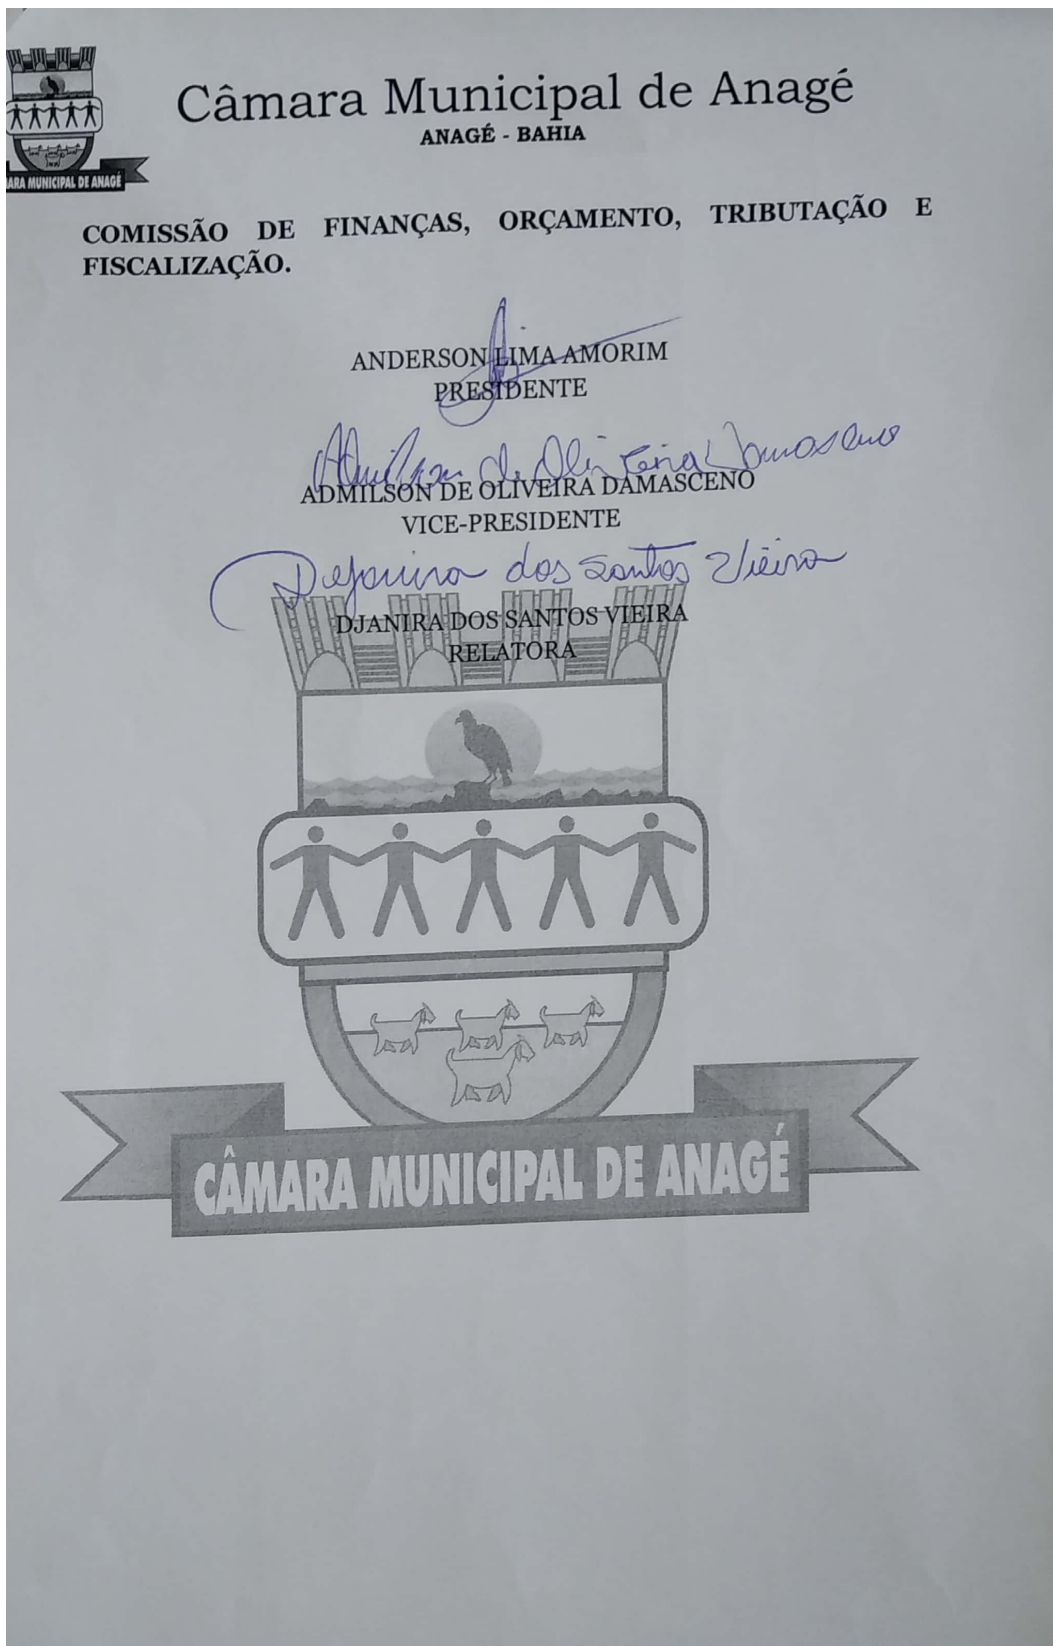 Câmara Municipal de Anagé
ANAGÉ - BAHIA
ARA MUNICIPAL DE ANAGÉ
COMISSÃO DE FINANÇAS, ORÇAMENTO, TRIBUTAÇÃO E
FISCALIZAÇÃO.
ANDERSON LIMA AMORIM
PRESIDENTE
Admilson de Oliveira Damasceno
ADMILSON DE OLIVEIRA DAMASCENO
VICE-PRESIDENTE
Dejanira dos Santos Vieira
DJANIRA DOS SANTOS VIEIRA
RELATORA
CÂMARA MUNICIPAL DE ANAGÉ